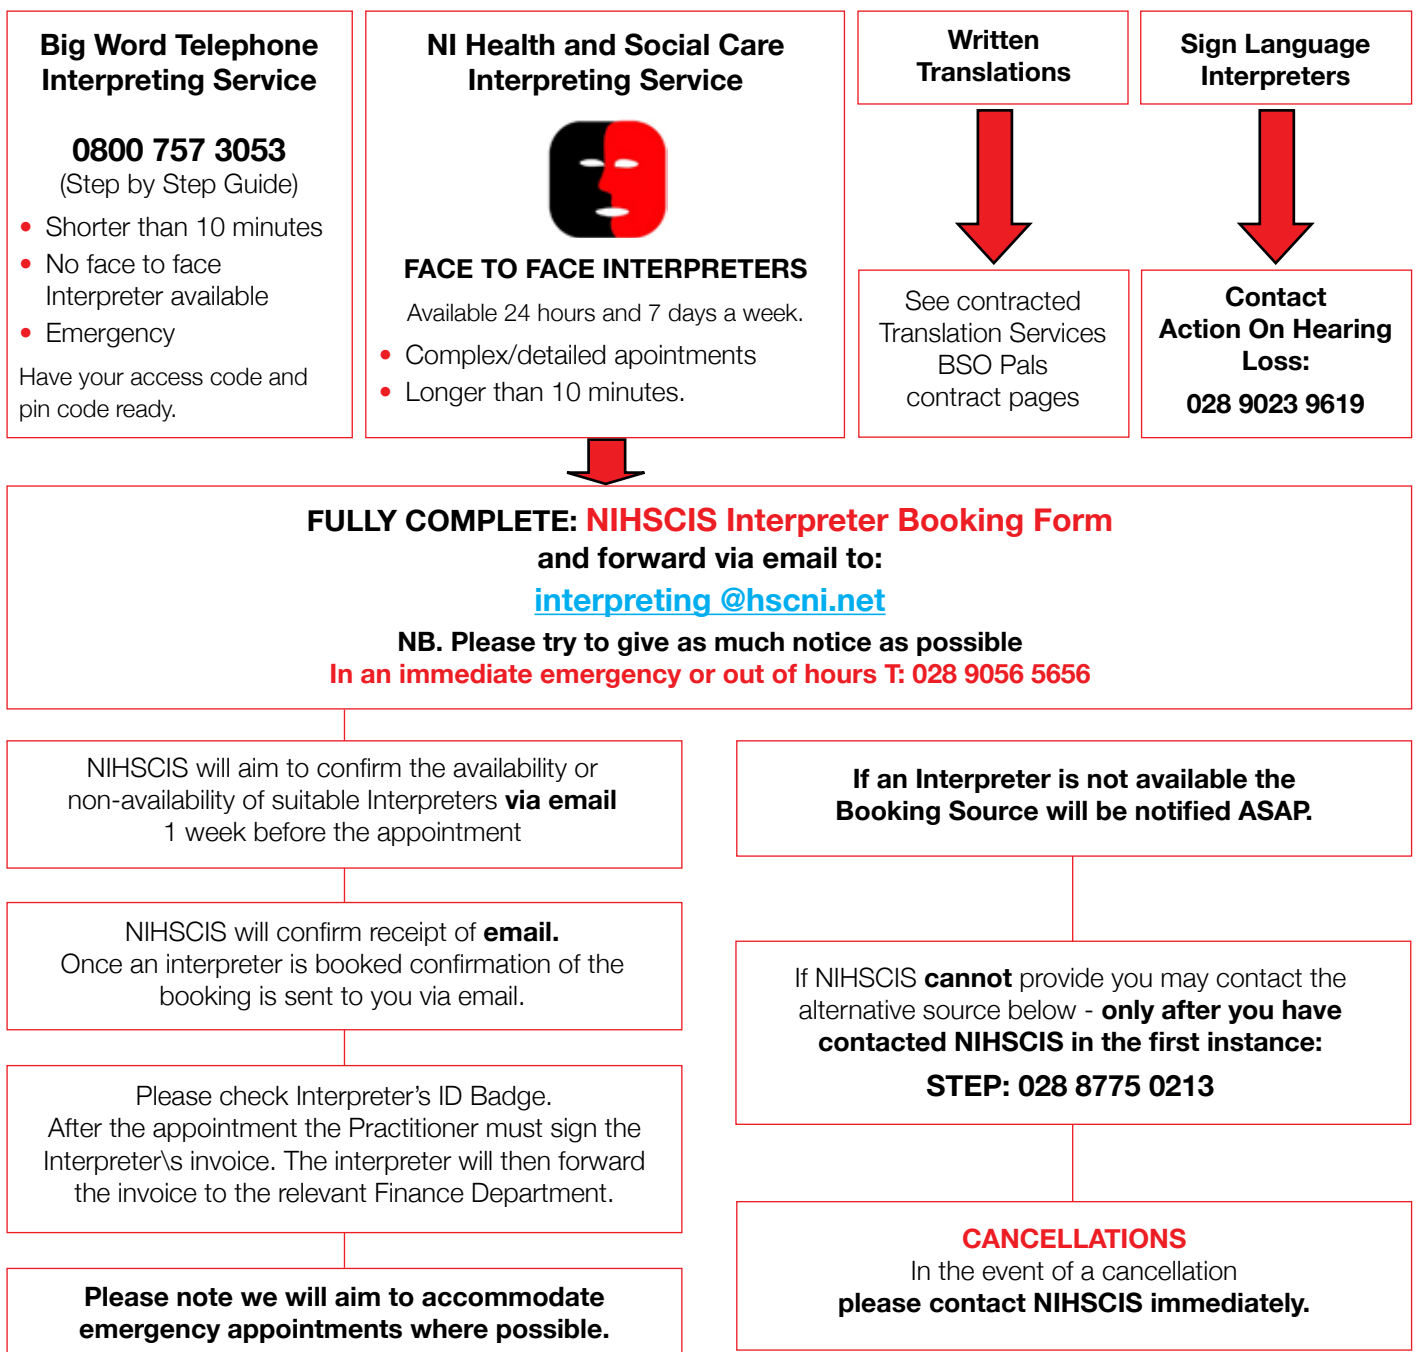 Big Word Telephone
Interpreting Service
0800 757 3053
(Step by Step Guide)
• Shorter than 10 minutes
• No face to face
Interpreter available
• Emergency
Have your access code and
pin code ready.
NI Health and Social Care
Interpreting Service
FACE TO FACE INTERPRETERS
Available 24 hours and 7 days a week.
• Complex/detailed apointments
• Longer than 10 minutes.
Written
Translations
See contracted
Translation Services
BSO Pals
contract pages
Sign Language
Interpreters
Contact
Action On Hearing
Loss:
028 9023 9619
FULLY COMPLETE: NIHSCIS Interpreter Booking Form
and forward via email to:
interpreting @hscni.net
NB. Please try to give as much notice as possible
In an immediate emergency or out of hours T: 028 9056 5656
NIHSCIS will aim to confirm the availability or
non-availability of suitable Interpreters via email
1 week before the appointment
NIHSCIS will confirm receipt of email.
Once an interpreter is booked confirmation of the
booking is sent to you via email.
Please check Interpreter’s ID Badge.
After the appointment the Practitioner must sign the
Interpreter\s invoice. The interpreter will then forward
the invoice to the relevant Finance Department.
Please note we will aim to accommodate
emergency appointments where possible.
If an Interpreter is not available the
Booking Source will be notified ASAP.
If NIHSCIS cannot provide you may contact the
alternative source below - only after you have
contacted NIHSCIS in the first instance:
STEP: 028 8775 0213
CANCELLATIONS
In the event of a cancellation
please contact NIHSCIS immediately.